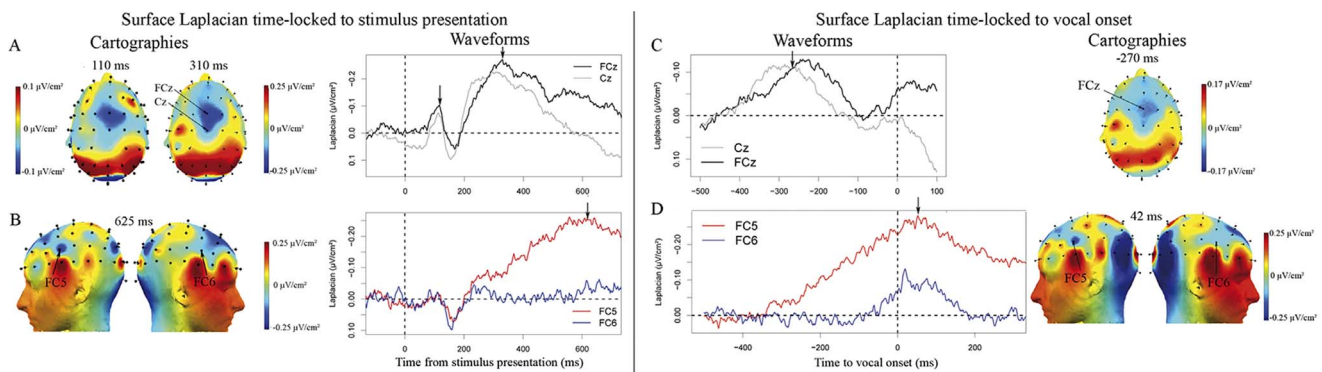 Surface Laplacian time-locked to stimulus presentation
A
Cartographies
110 ms
310 ms
FCz
Cz
0.1 µV/cm²
0 µV/cm²
-0.1 µV/cm²
0.25 µV/cm²
0 µV/cm²
-0.25 µV/cm²
Waveforms
Laplacian (µV/cm²)
-0.2
0.0
0.1
FCz
Cz
0
200
400
600
B
625 ms
FC5
FC6
0.25 µV/cm²
0 µV/cm²
-0.25 µV/cm²
Laplacian (µV/cm²)
-0.20
-0.10
0.00
0.10
FC5
FC6
0
200
400
600
Time from stimulus presentation (ms)
Surface Laplacian time-locked to vocal onset
C
Waveforms
Laplacian (µV/cm²)
-0.10
0.00
0.10
Cz
FCz
-500
-400
-300
-200
-100
0
100
Cartographies
-270 ms
FCz
0.17 µV/cm²
0 µV/cm²
-0.17 µV/cm²
D
Laplacian (µV/cm²)
-0.20
-0.10
0.00
FC5
FC6
-400
-200
0
200
Time to vocal onset (ms)
42 ms
FC5
FC6
0.25 µV/cm²
0 µV/cm²
-0.25 µV/cm²